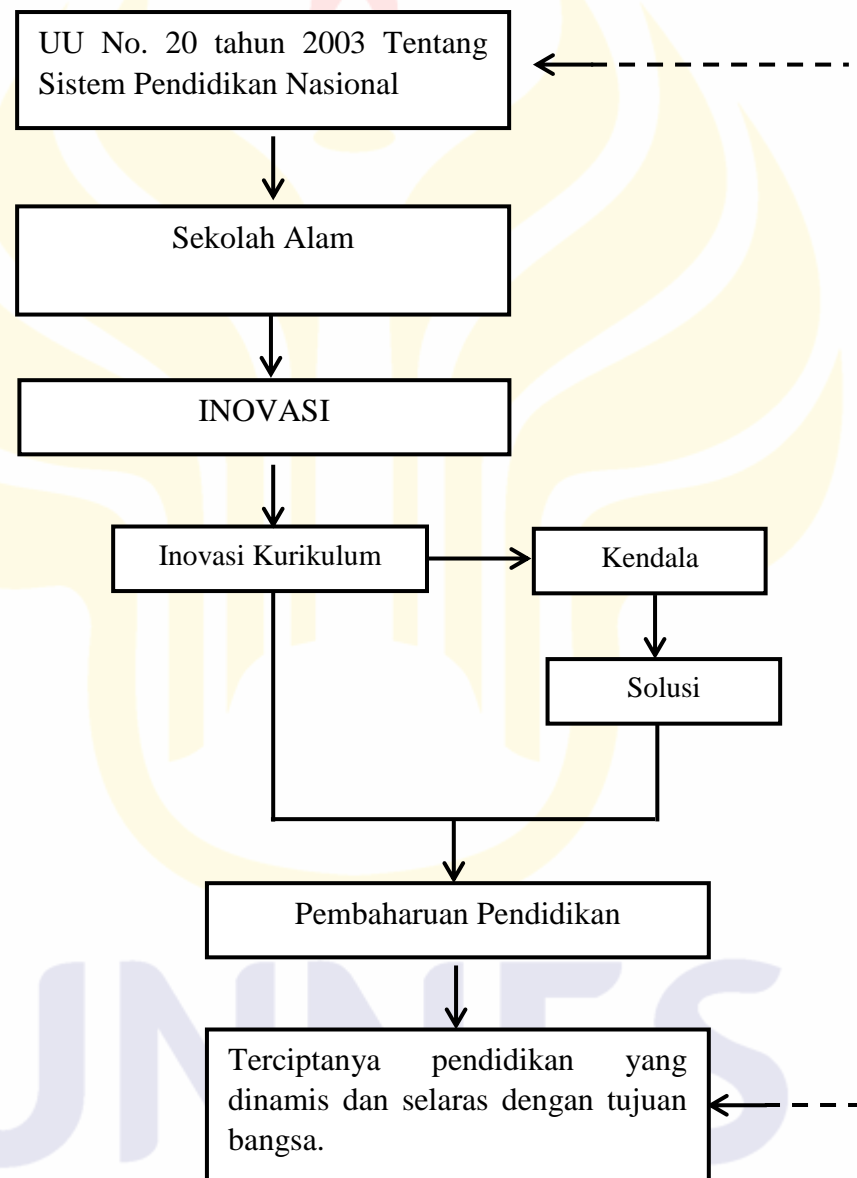 UU No. 20 tahun 2003 Tentang
Sistem Pendidikan Nasional
Sekolah Alam
INOVASI
Inovasi Kurikulum
Kendala
Solusi
Pembaharuan Pendidikan
Terciptanya pendidikan yang
dinamis dan selaras dengan tujuan
bangsa.
UNNES